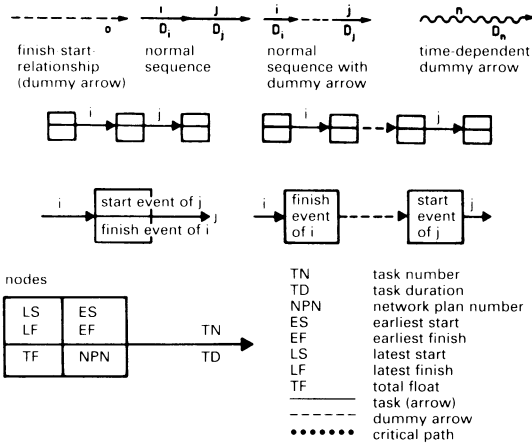 i j i j n
o D_i D_j D_i D_j D_n
finish start- normal normal time-dependent
relationship sequence sequence with dummy arrow
(dummy arrow) dummy arrow
i j i j
i start event of j j i finish start j
finish event of i event event
of i of j
nodes
LS ES TN task number
LF EF TN TD task duration
TF NPN TD NPN network plan number
ES earliest start
EF earliest finish
LS latest start
LF latest finish
TF total float
task (arrow)
dummy arrow
critical path